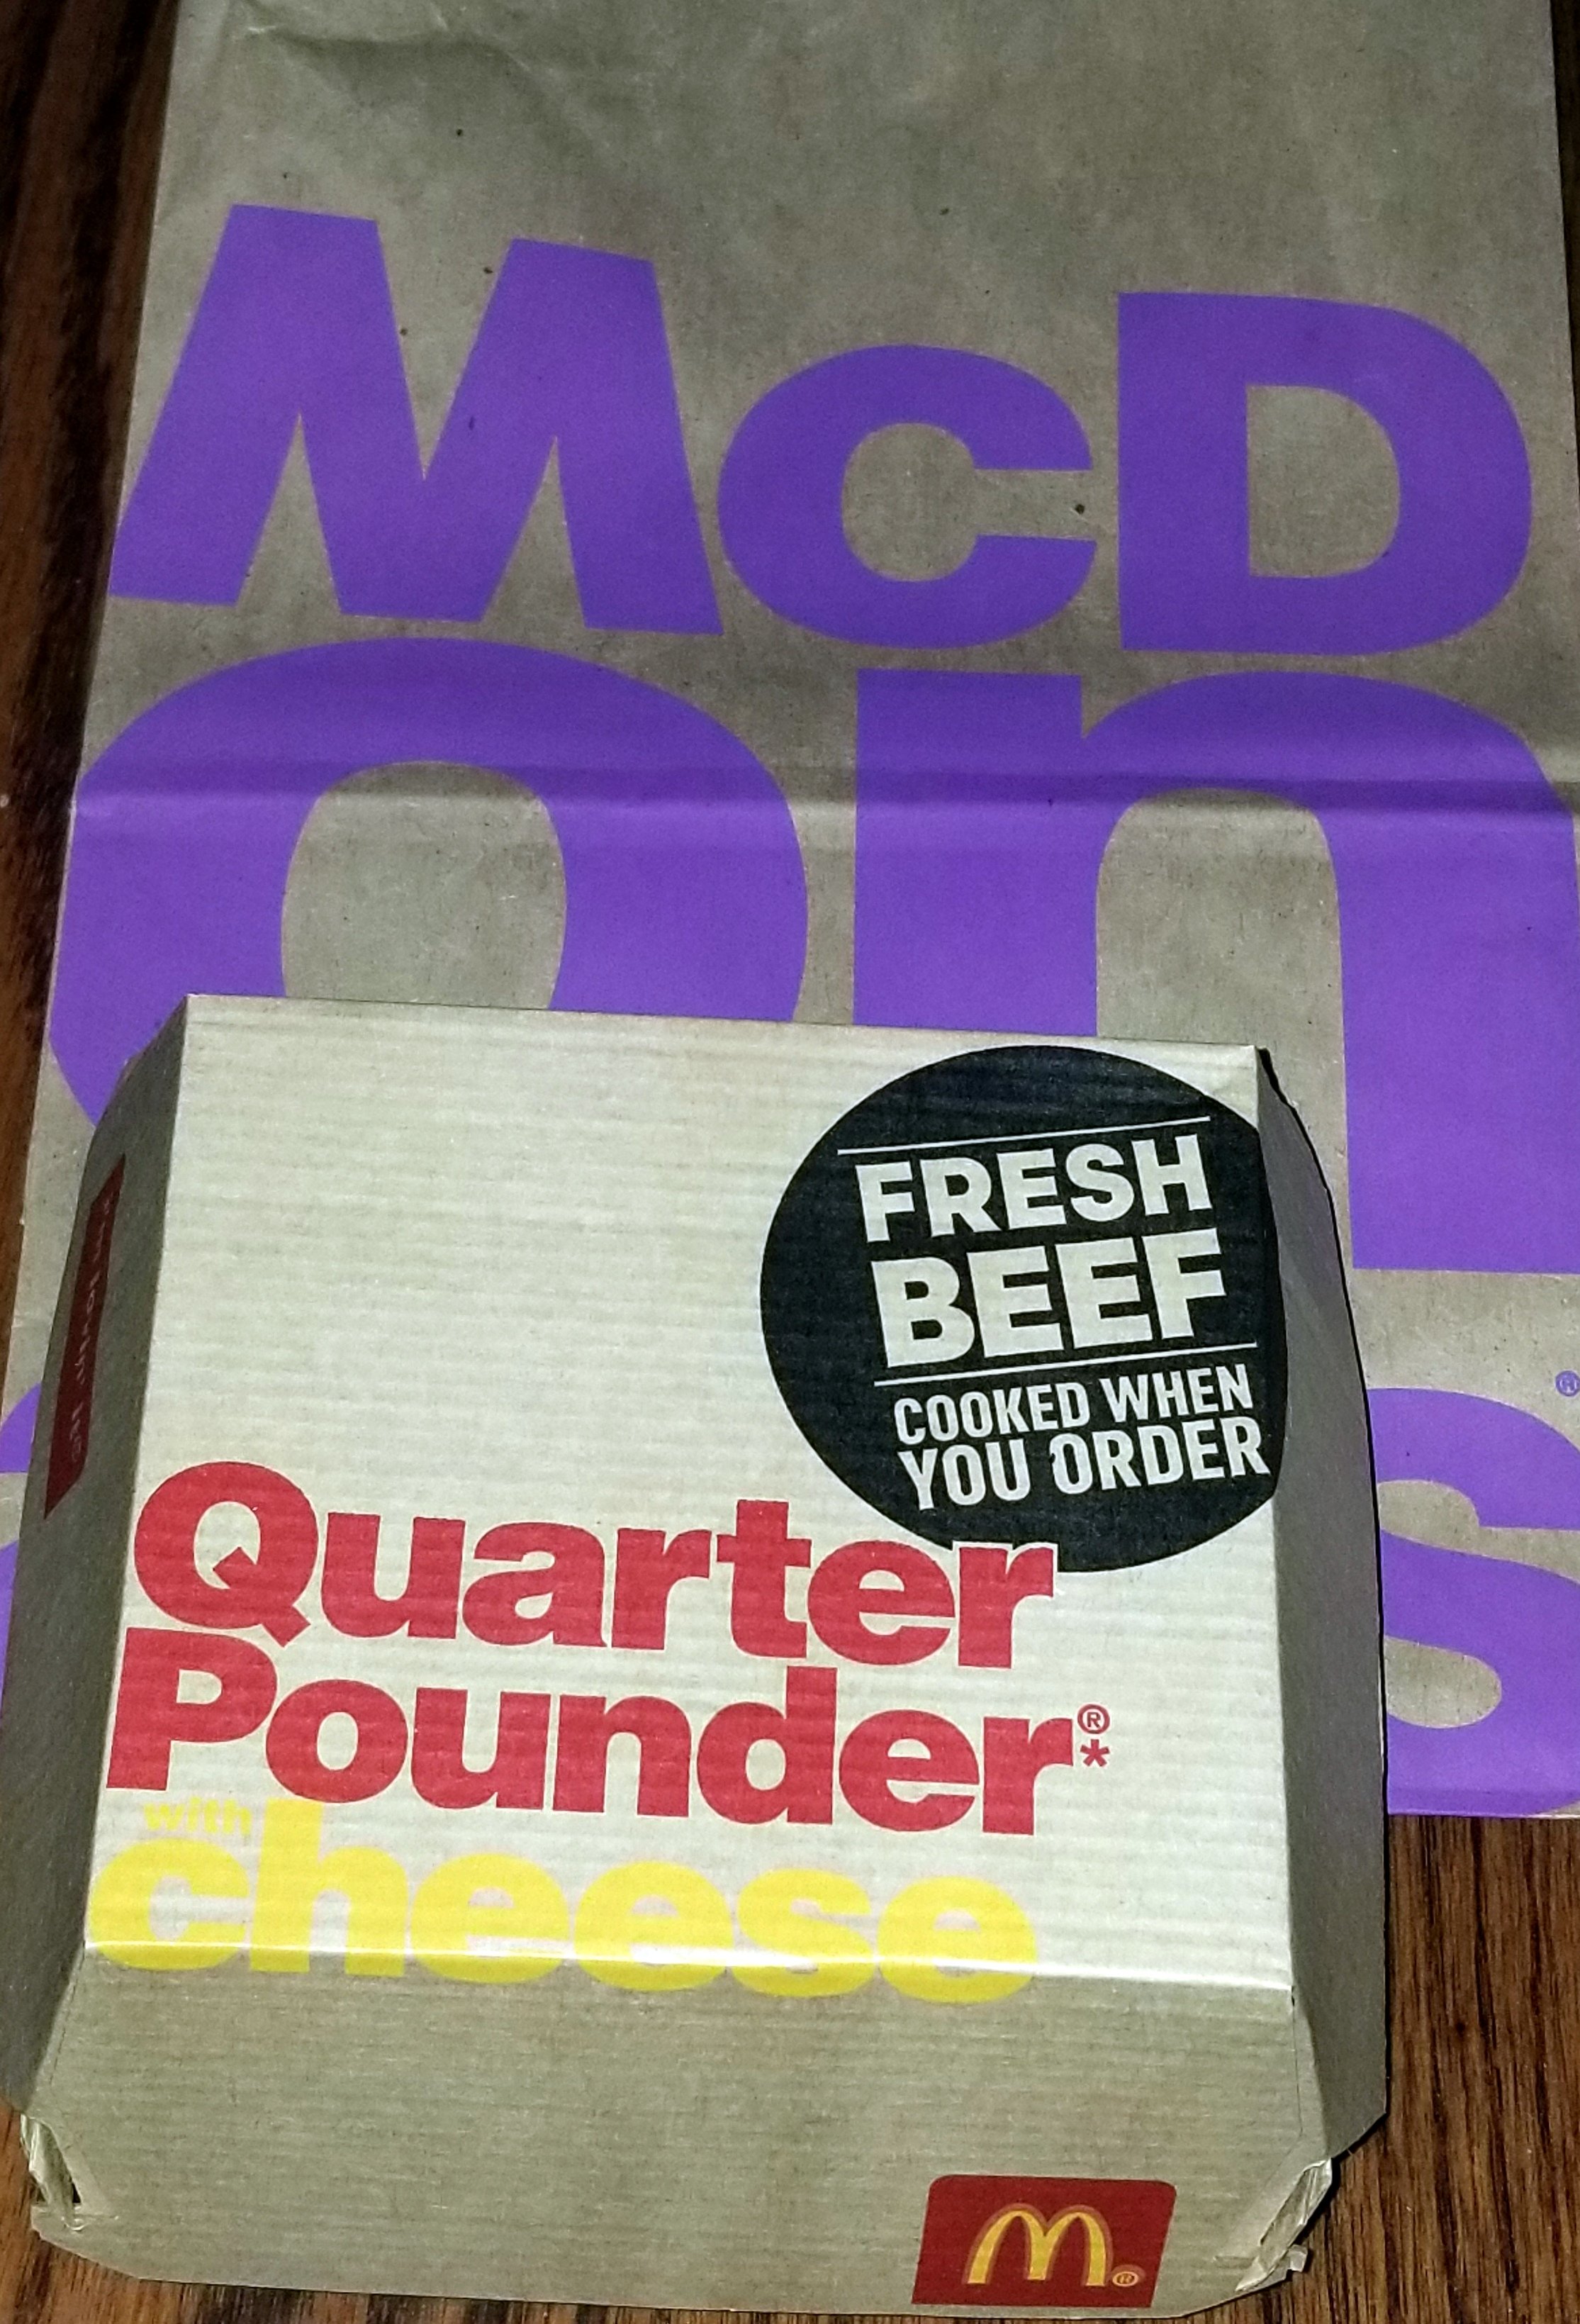 McD
on
s
®
FRESH
BEEF
COOKED WHEN
YOU ORDER
Quarter
Pounder®*
with
cheese
M®